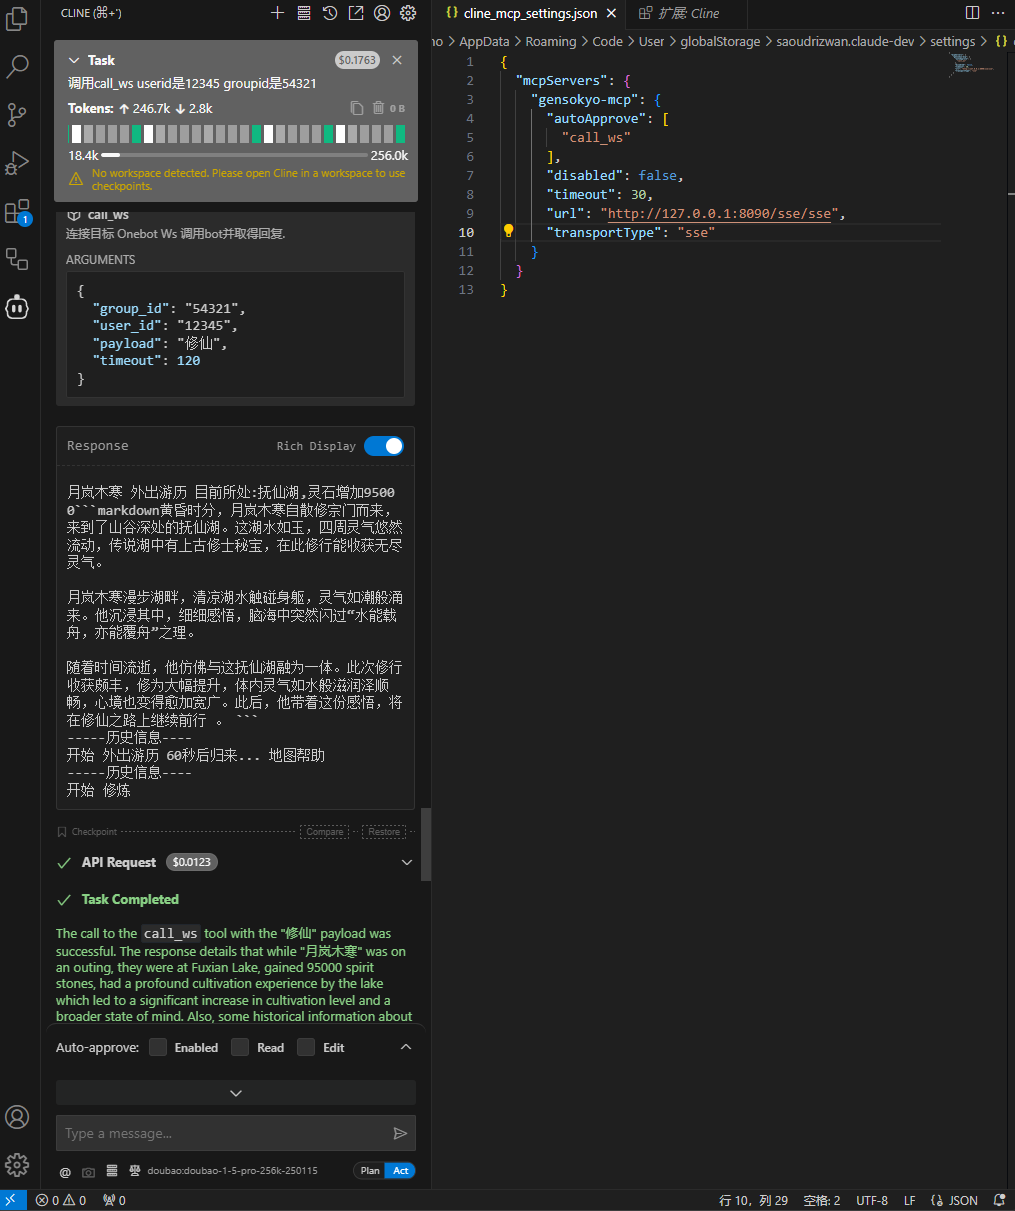 CLINE (⌘+')
Task
$0.1763
调用call_ws userid是12345 groupid是54321
Tokens: ↑ 246.7k ↓ 2.8k
0 B
18.4k
256.0k
No workspace detected. Please open Cline in a workspace to use
checkpoints.
call_ws
连接目标 Onebot Ws 调用bot并取得回复.
ARGUMENTS
{
"group_id": "54321",
"user_id": "12345",
"payload": "修仙",
"timeout": 120
}
Response
Rich Display
月岚木寒 外出游历 目前所处:抚仙湖,灵石增加9500
0```markdown黄昏时分，月岚木寒自散修宗门而来，
来到了山谷深处的抚仙湖。这湖水如玉，四周灵气悠然
流动，传说湖中有上古修士秘宝，在此修行能收获无尽
灵气。
月岚木寒漫步湖畔，清凉湖水触碰身躯，灵气如潮般涌
来。他沉浸其中，细细感悟，脑海中突然闪过“水能载
舟，亦能覆舟”之理。
随着时间流逝，他仿佛与这抚仙湖融为一体。此次修行
收获颇丰，修为大幅提升，体内灵气如水般滋润泽顺
畅，心境也变得愈加宽广。此后，他带着这份感悟，将
在修仙之路上继续前行 。 ```
-----历史信息----
开始 外出游历 60秒后归来... 地图帮助
-----历史信息----
开始 修炼
Checkpoint
Compare
Restore
API Request
$0.0123
Task Completed
The call to the call_ws tool with the "修仙" payload was
successful. The response details that while "月岚木寒" was on
an outing, they were at Fuxian Lake, gained 95000 spirit
stones, had a profound cultivation experience by the lake
which led to a significant increase in cultivation level and a
broader state of mind. Also, some historical information about
Auto-approve:
Enabled
Read
Edit
Type a message...
@
doubao:doubao-1-5-pro-256k-250115
Plan
Act
1
{} cline_mcp_settings.json
扩展: Cline
no > AppData > Roaming > Code > User > globalStorage > saoudrizwan.claude-dev > settings > {}
1 {
2 "mcpServers": {
3 "gensokyo-mcp": {
4 "autoApprove": [
5 "call_ws"
6 ],
7 "disabled": false,
8 "timeout": 30,
9 "url": "http://127.0.0.1:8090/sse/sse",
10 "transportType": "sse"
11 }
12 }
13 }
0
0
0
行 10，列 29
空格: 2
UTF-8
LF
{} JSON